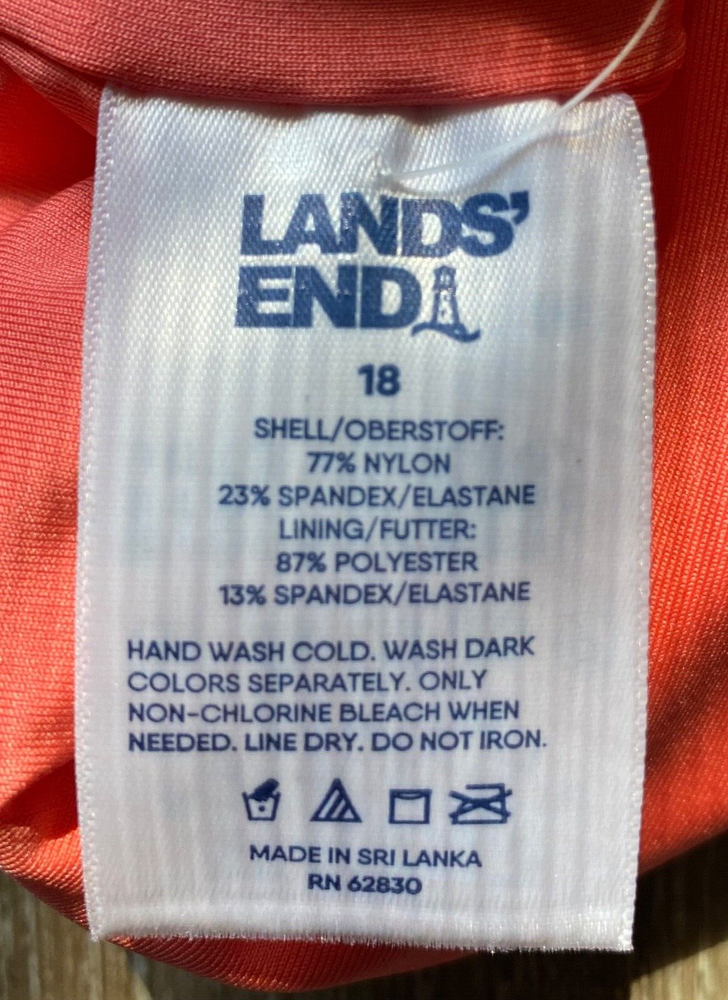 LANDS'
END
18
SHELL/OBERSTOFF:
77% NYLON
23% SPANDEX/ELASTANE
LINING/FUTTER:
87% POLYESTER
13% SPANDEX/ELASTANE
HAND WASH COLD. WASH DARK
COLORS SEPARATELY. ONLY
NON-CHLORINE BLEACH WHEN
NEEDED. LINE DRY. DO NOT IRON.
MADE IN SRI LANKA
RN 62830